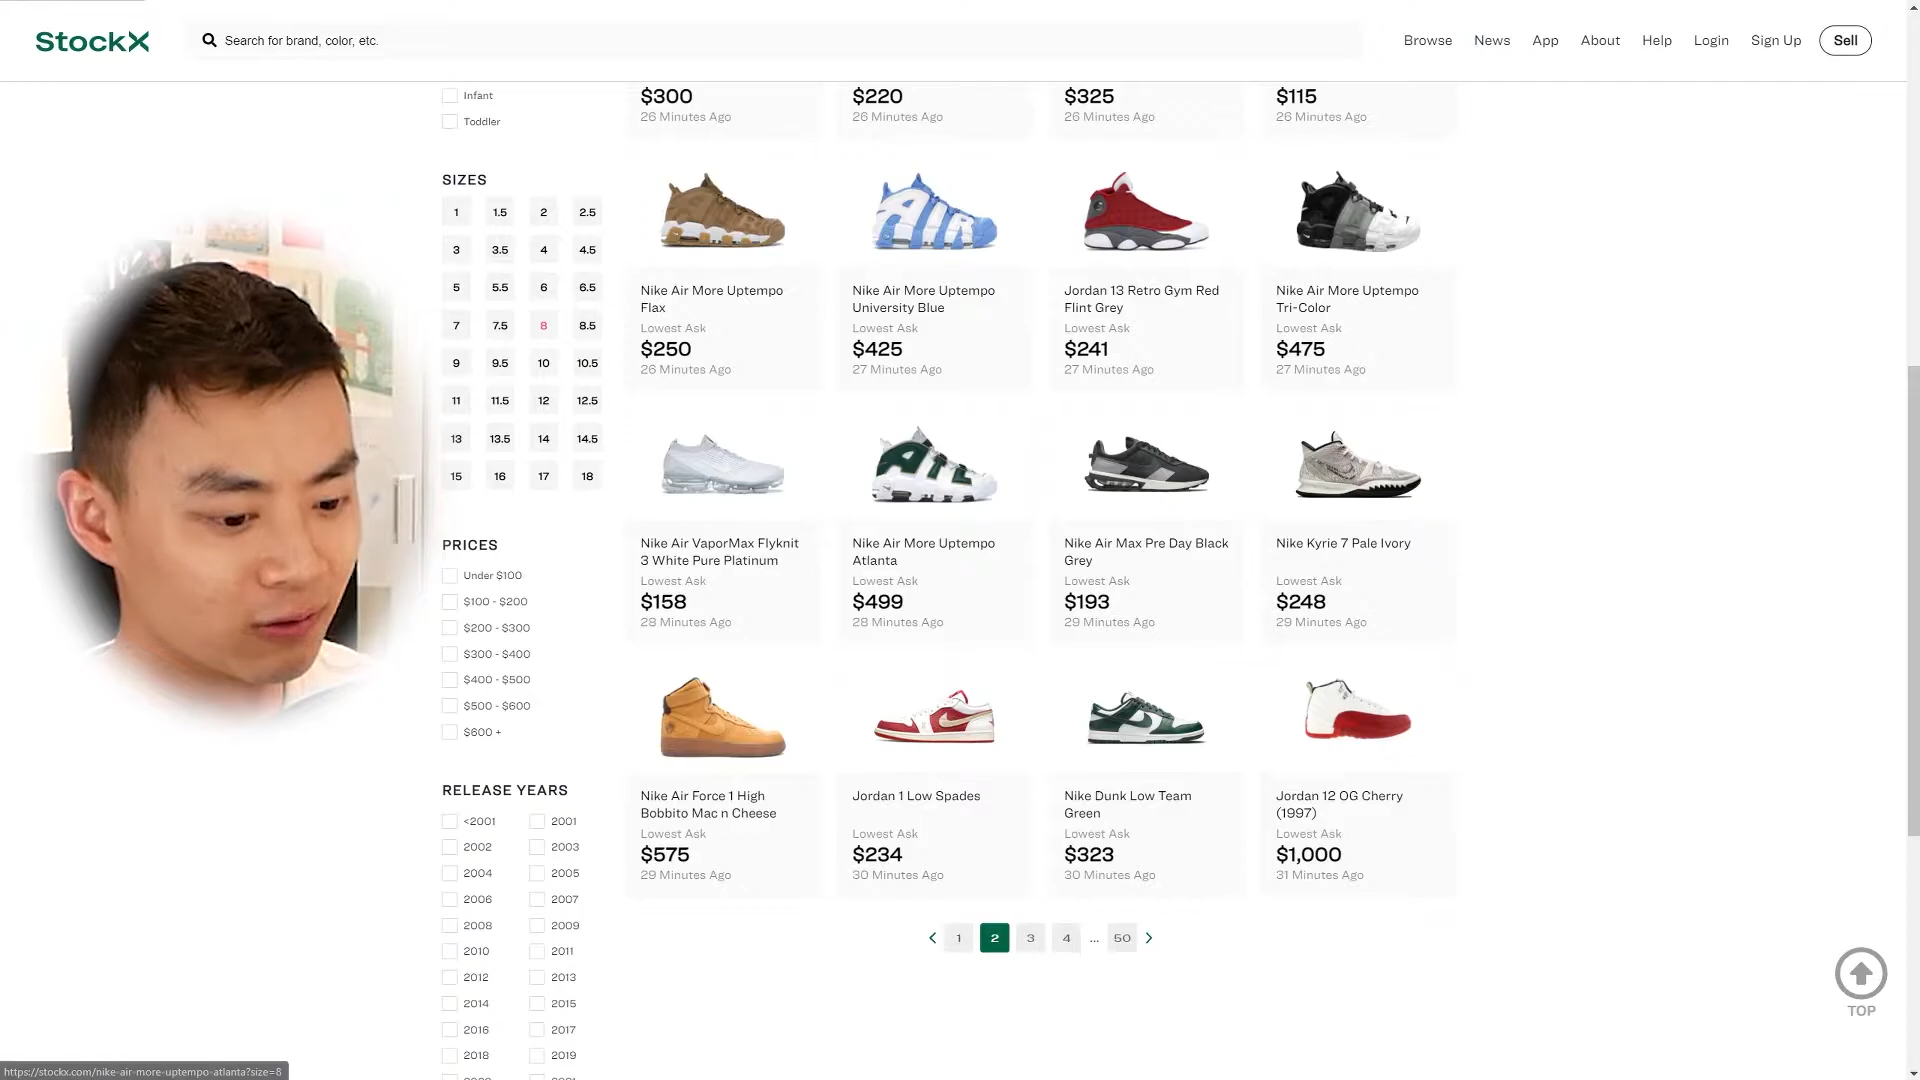 StockX
Search for brand, color, etc.
Browse
News
App
About
Help
Login
Sign Up
Sell
Infant
Toddler
SIZES
1 1.5 2 2.5
3 3.5 4 4.5
5 5.5 6 6.5
7 7.5 8 8.5
9 9.5 10 10.5
11 11.5 12 12.5
13 13.5 14 14.5
15 16 17 18
PRICES
Under $100
$100 - $200
$200 - $300
$300 - $400
$400 - $500
$500 - $600
$600 +
RELEASE YEARS
<2001 2001
2002 2003
2004 2005
2006 2007
2008 2009
2010 2011
2012 2013
2014 2015
2016 2017
2018 2019
$300
26 Minutes Ago
$220
26 Minutes Ago
$325
26 Minutes Ago
$115
26 Minutes Ago
Nike Air More Uptempo
Flax
Lowest Ask
$250
26 Minutes Ago
AIR
Nike Air More Uptempo
University Blue
Lowest Ask
$425
27 Minutes Ago
Jordan 13 Retro Gym Red
Flint Grey
Lowest Ask
$241
27 Minutes Ago
Nike Air More Uptempo
Tri-Color
Lowest Ask
$475
27 Minutes Ago
Nike Air VaporMax Flyknit
3 White Pure Platinum
Lowest Ask
$158
28 Minutes Ago
ATL
Nike Air More Uptempo
Atlanta
Lowest Ask
$499
28 Minutes Ago
Nike Air Max Pre Day Black
Grey
Lowest Ask
$193
29 Minutes Ago
Nike Kyrie 7 Pale Ivory
Lowest Ask
$248
29 Minutes Ago
Nike Air Force 1 High
Bobbito Mac n Cheese
Lowest Ask
$575
29 Minutes Ago
Jordan 1 Low Spades
Lowest Ask
$234
30 Minutes Ago
Nike Dunk Low Team
Green
Lowest Ask
$323
30 Minutes Ago
Jordan 12 OG Cherry
(1997)
Lowest Ask
$1,000
31 Minutes Ago
1 2 3 4 ... 50
TOP
https://stockx.com/nike-air-more-uptempo-atlanta?size=8